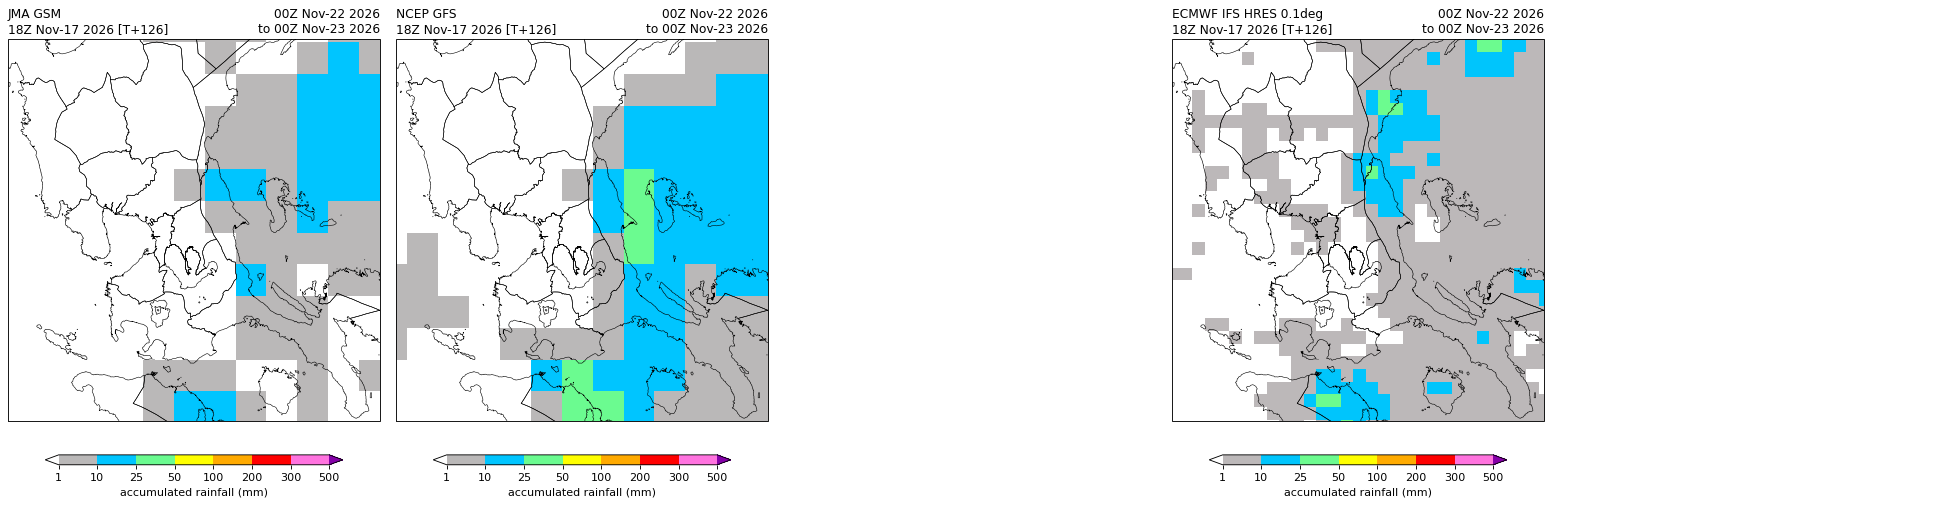 JMA GSM
00Z Nov-22 2026
18Z Nov-17 2026 [T+126]
to 00Z Nov-23 2026
1 10 25 50 100 200 300 500
accumulated rainfall (mm)
NCEP GFS
00Z Nov-22 2026
18Z Nov-17 2026 [T+126]
to 00Z Nov-23 2026
1 10 25 50 100 200 300 500
accumulated rainfall (mm)
ECMWF IFS HRES 0.1deg
00Z Nov-22 2026
18Z Nov-17 2026 [T+126]
to 00Z Nov-23 2026
1 10 25 50 100 200 300 500
accumulated rainfall (mm)